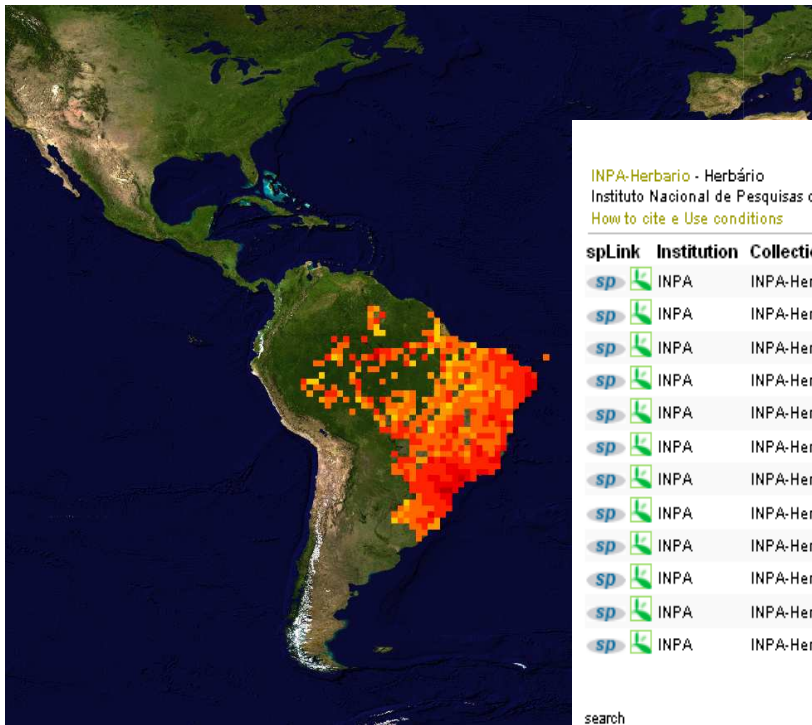 INPA-Herbario - Herbário
Instituto Nacional de Pesquisas
How to cite e Use conditions
spLink Institution
sp INPA
sp INPA
sp INPA
sp INPA
sp INPA
sp INPA
sp INPA
sp INPA
sp INPA
sp INPA
sp INPA
sp INPA
search